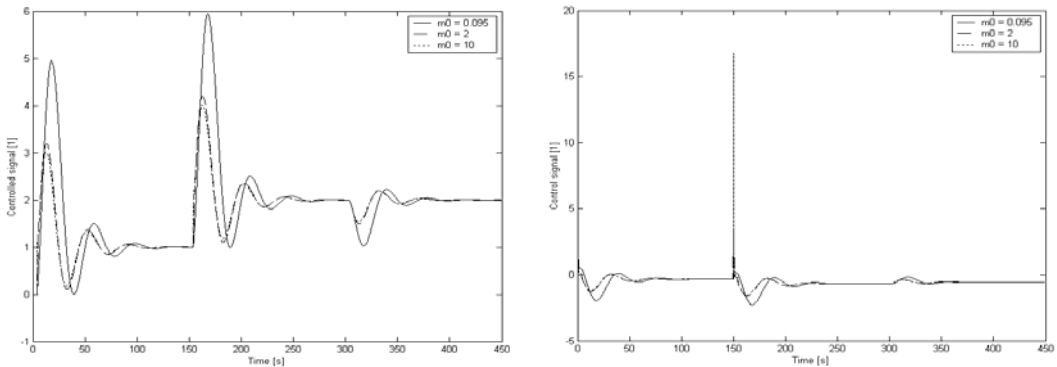 6
5
4
3
2
1
0
-1
Controlled signal [1]
m0 = 0.095
m0 = 2
m0 = 10
0 50 100 150 200 250 300 350 400 450
Time [s]
20
15
10
5
0
-5
Control signal [1]
m0 = 0.095
m0 = 2
m0 = 10
0 50 100 150 200 250 300 350 400 450
Time [s]